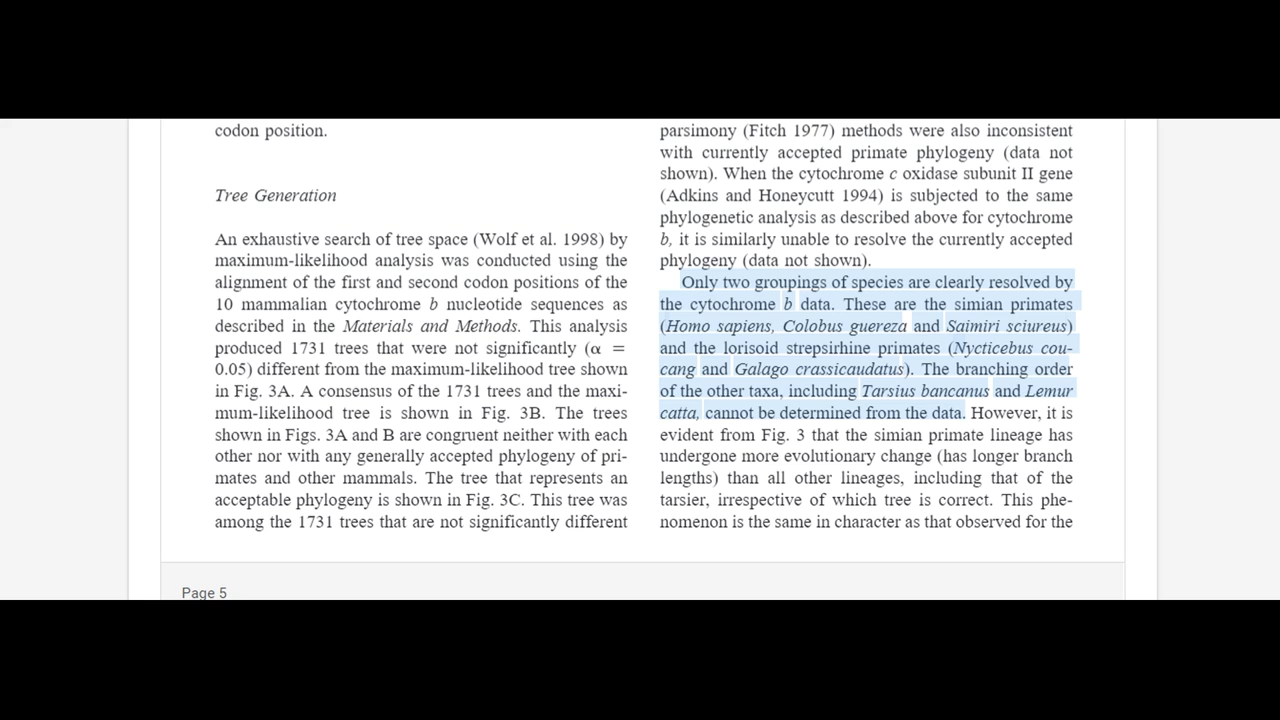 codon position.
Tree Generation
An exhaustive search of tree space (Wolf et al. 1998) by
maximum-likelihood analysis was conducted using the
alignment of the first and second codon positions of the
10 mammalian cytochrome b nucleotide sequences as
described in the Materials and Methods. This analysis
produced 1731 trees that were not significantly (α =
0.05) different from the maximum-likelihood tree shown
in Fig. 3A. A consensus of the 1731 trees and the maxi-
mum-likelihood tree is shown in Fig. 3B. The trees
shown in Figs. 3A and B are congruent neither with each
other nor with any generally accepted phylogeny of pri-
mates and other mammals. The tree that represents an
acceptable phylogeny is shown in Fig. 3C. This tree was
among the 1731 trees that are not significantly different
parsimony (Fitch 1977) methods were also inconsistent
with currently accepted primate phylogeny (data not
shown). When the cytochrome c oxidase subunit II gene
(Adkins and Honeycutt 1994) is subjected to the same
phylogenetic analysis as described above for cytochrome
b, it is similarly unable to resolve the currently accepted
phylogeny (data not shown).
Only two groupings of species are clearly resolved by
the cytochrome b data. These are the simian primates
(Homo sapiens, Colobus guereza and Saimiri sciureus)
and the lorisoid strepsirhine primates (Nycticebus cou-
cang and Galago crassicaudatus). The branching order
of the other taxa, including Tarsius bancanus and Lemur
catta, cannot be determined from the data. However, it is
evident from Fig. 3 that the simian primate lineage has
undergone more evolutionary change (has longer branch
lengths) than all other lineages, including that of the
tarsier, irrespective of which tree is correct. This phe-
nomenon is the same in character as that observed for the
Page 5